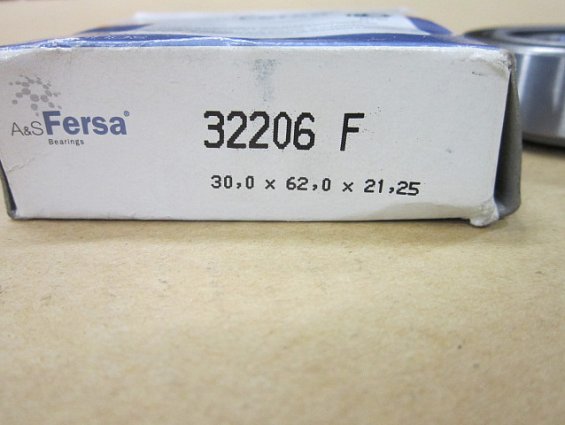 A&S Fersa®
Bearings
32206 F
30,0 x 62,0 x 21,25